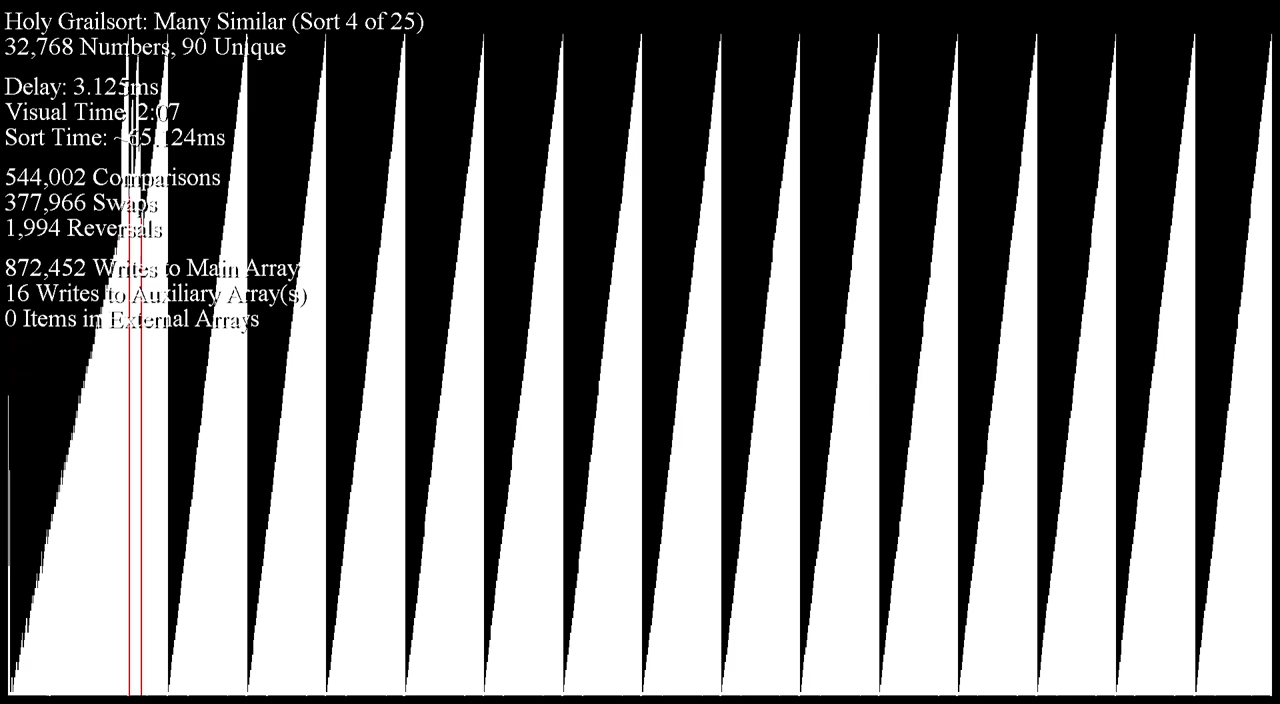 Holy Grailsort: Many Similar (Sort 4 of 25)
32,768 Numbers, 90 Unique
Delay: 3.125ms
Visual Time: 2:07
Sort Time: ~65.124ms
544,002 Comparisons
377,966 Swaps
1,994 Reversals
872,452 Writes to Main Array
16 Writes to Auxiliary Array(s)
0 Items in External Arrays